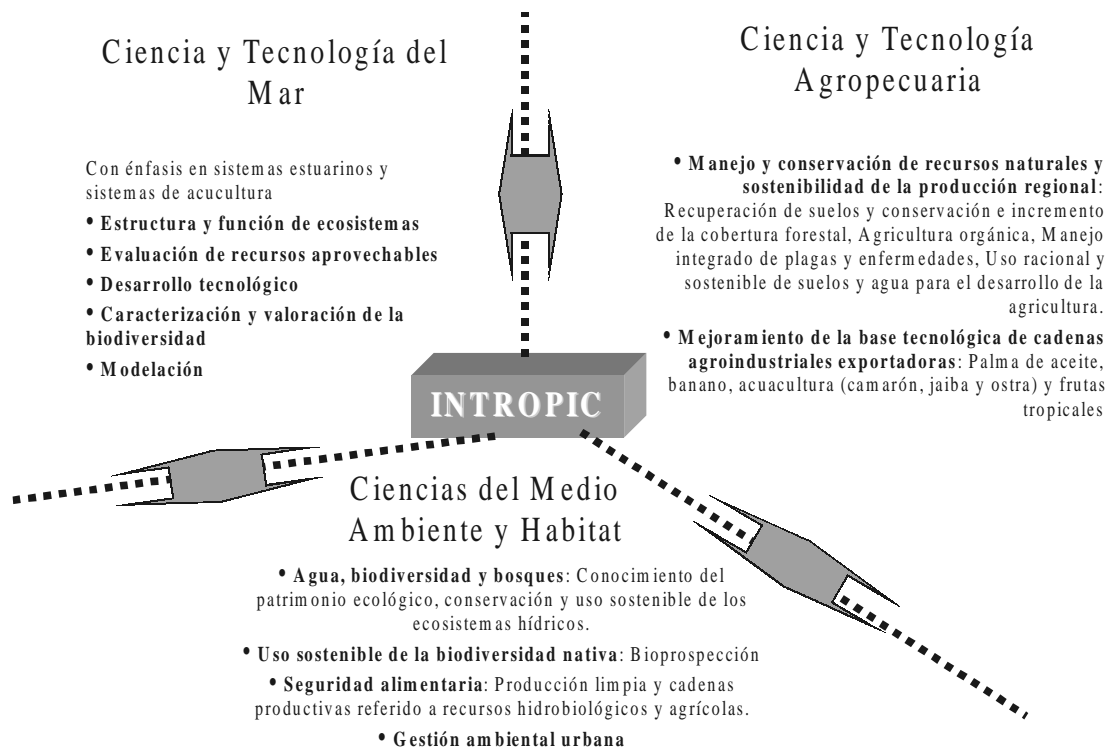 Ciencia y Tecnología del
Mar
Con énfasis en sistemas estuarinos y
sistemas de acucultura
• Estructura y función de ecosistemas
• Evaluación de recursos aprovechables
• Desarrollo tecnológico
• Caracterización y valoración de la
biodiversidad
• Modelación
Ciencia y Tecnología
Agropecuaria
• Manejo y conservación de recursos naturales y
sostenibilidad de la producción regional:
Recuperación de suelos y conservación e incremento
de la cobertura forestal, Agricultura orgánica, Manejo
integrado de plagas y enfermedades, Uso racional y
sostenible de suelos y agua para el desarrollo de la
agricultura.
• Mejoramiento de la base tecnológica de cadenas
agroindustriales exportadoras: Palma de aceite,
banano, acuacultura (camarón, jaiba y ostra) y frutas
tropicales
INTROPIC
Ciencias del Medio
Ambiente y Habitat
• Agua, biodiversidad y bosques: Conocimiento del
patrimonio ecológico, conservación y uso sostenible de los
ecosistemas hídricos.
• Uso sostenible de la biodiversidad nativa: Bioprospección
• Seguridad alimentaria: Producción limpia y cadenas
productivas referido a recursos hidrobiológicos y agrícolas.
• Gestión ambiental urbana